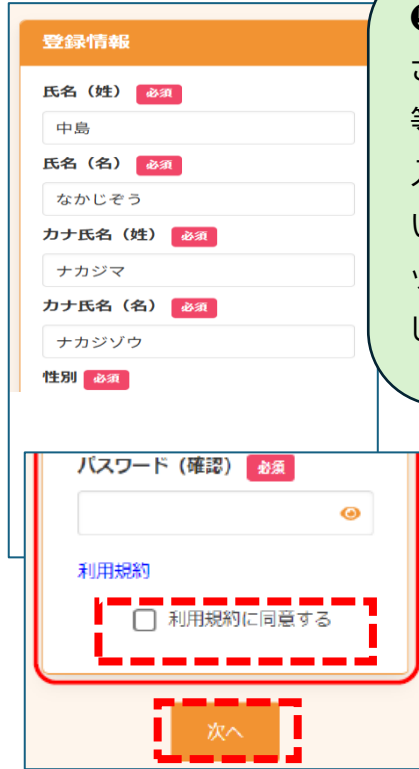 登録情報
氏名（姓） 必須
中島
氏名（名） 必須
なかじぞう
カナ氏名（姓） 必須
ナカジマ
カナ氏名（名） 必須
ナカジゾウ
性別 必須
パスワード（確認） 必須
利用規約
利用規約に同意する
次へ
等